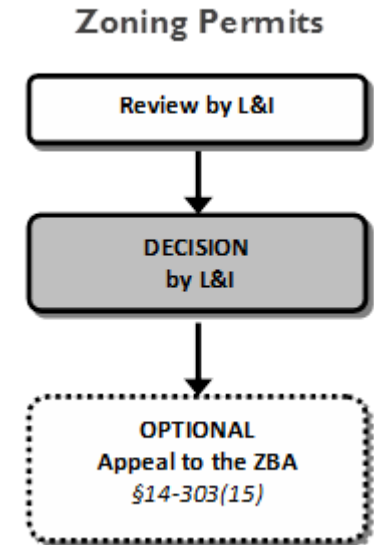 Zoning Permits
Review by L&I
DECISION
by L&I
OPTIONAL
Appeal to the ZBA
§14-303(15)